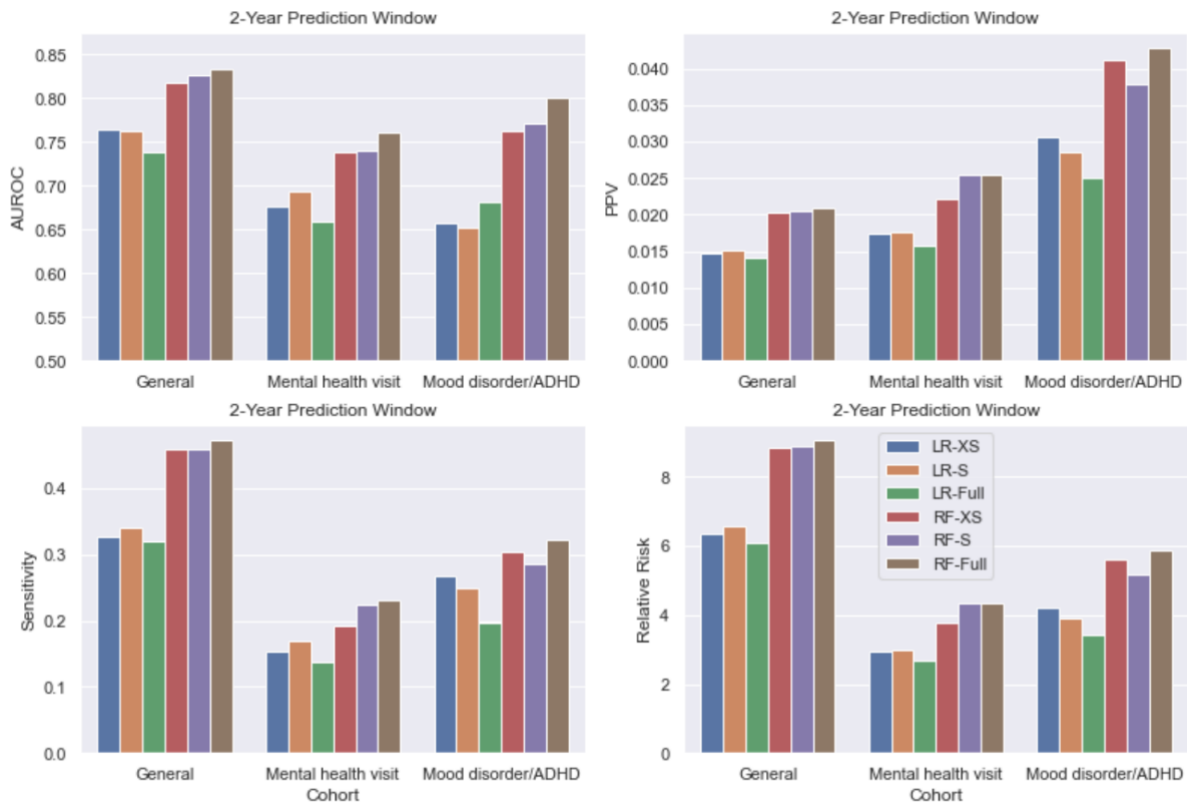 2-Year Prediction Window
AUROC
0.85
0.80
0.75
0.70
0.65
0.60
0.55
0.50
General
Mental health visit
Mood disorder/ADHD
2-Year Prediction Window
PPV
0.040
0.035
0.030
0.025
0.020
0.015
0.010
0.005
0.000
General
Mental health visit
Mood disorder/ADHD
2-Year Prediction Window
Sensitivity
0.4
0.3
0.2
0.1
0.0
General
Mental health visit
Mood disorder/ADHD
Cohort
2-Year Prediction Window
Relative Risk
8
6
4
2
0
LR-XS
LR-S
LR-Full
RF-XS
RF-S
RF-Full
General
Mental health visit
Mood disorder/ADHD
Cohort